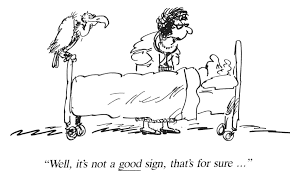 "Well, it's not a good sign, that's for sure ..."